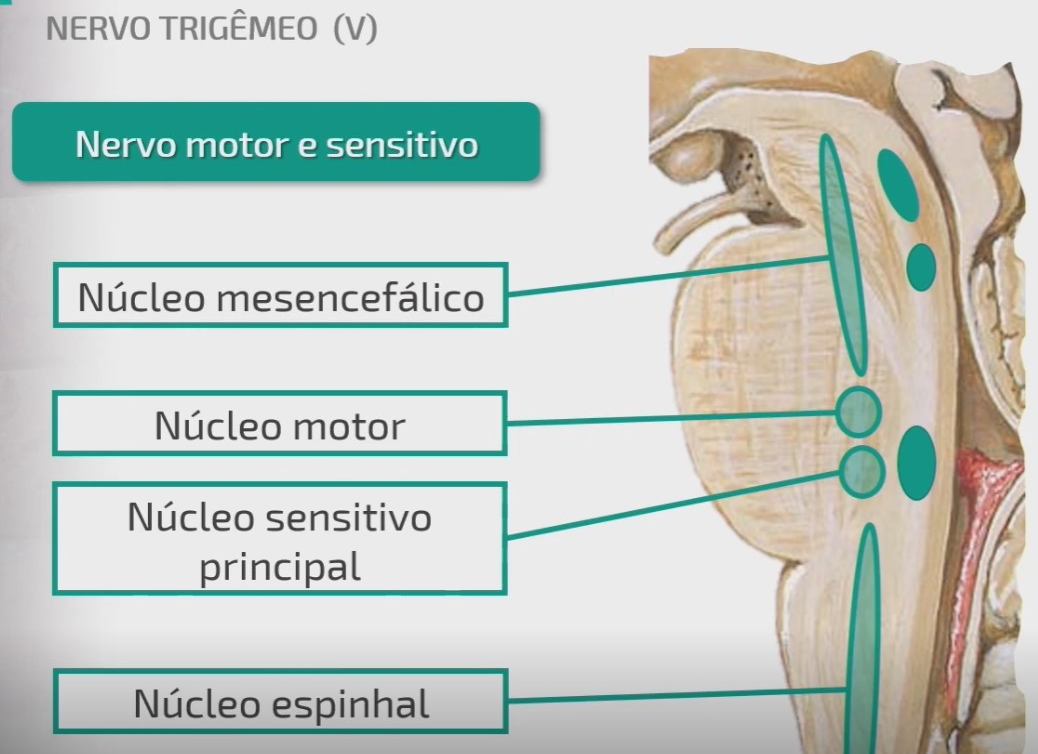 NERVO TRIGÊMEO (V)
Nervo motor e sensitivo
Núcleo mesencefálico
Núcleo motor
Núcleo sensitivo
principal
Núcleo espinhal